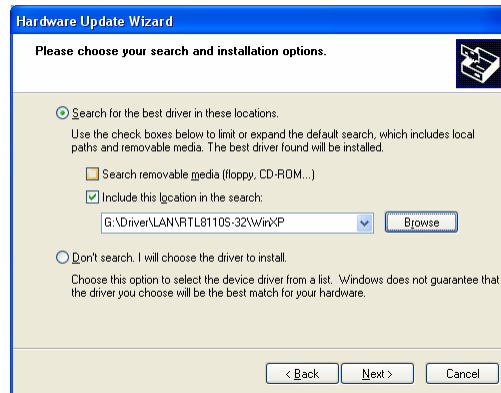 Hardware Update Wizard
Please choose your search and installation options.
Search for the best driver in these locations.
Use the check boxes below to limit or expand the default search, which includes local
paths and removable media. The best driver found will be installed.
Search removable media (floppy, CD-ROM...)
Include this location in the search:
G:\Driver\LAN\RTL8110S-32\WinXP
Browse
Don't search. I will choose the driver to install.
Choose this option to select the device driver from a list. Windows does not guarantee that
the driver you choose will be the best match for your hardware.
< Back
Next >
Cancel